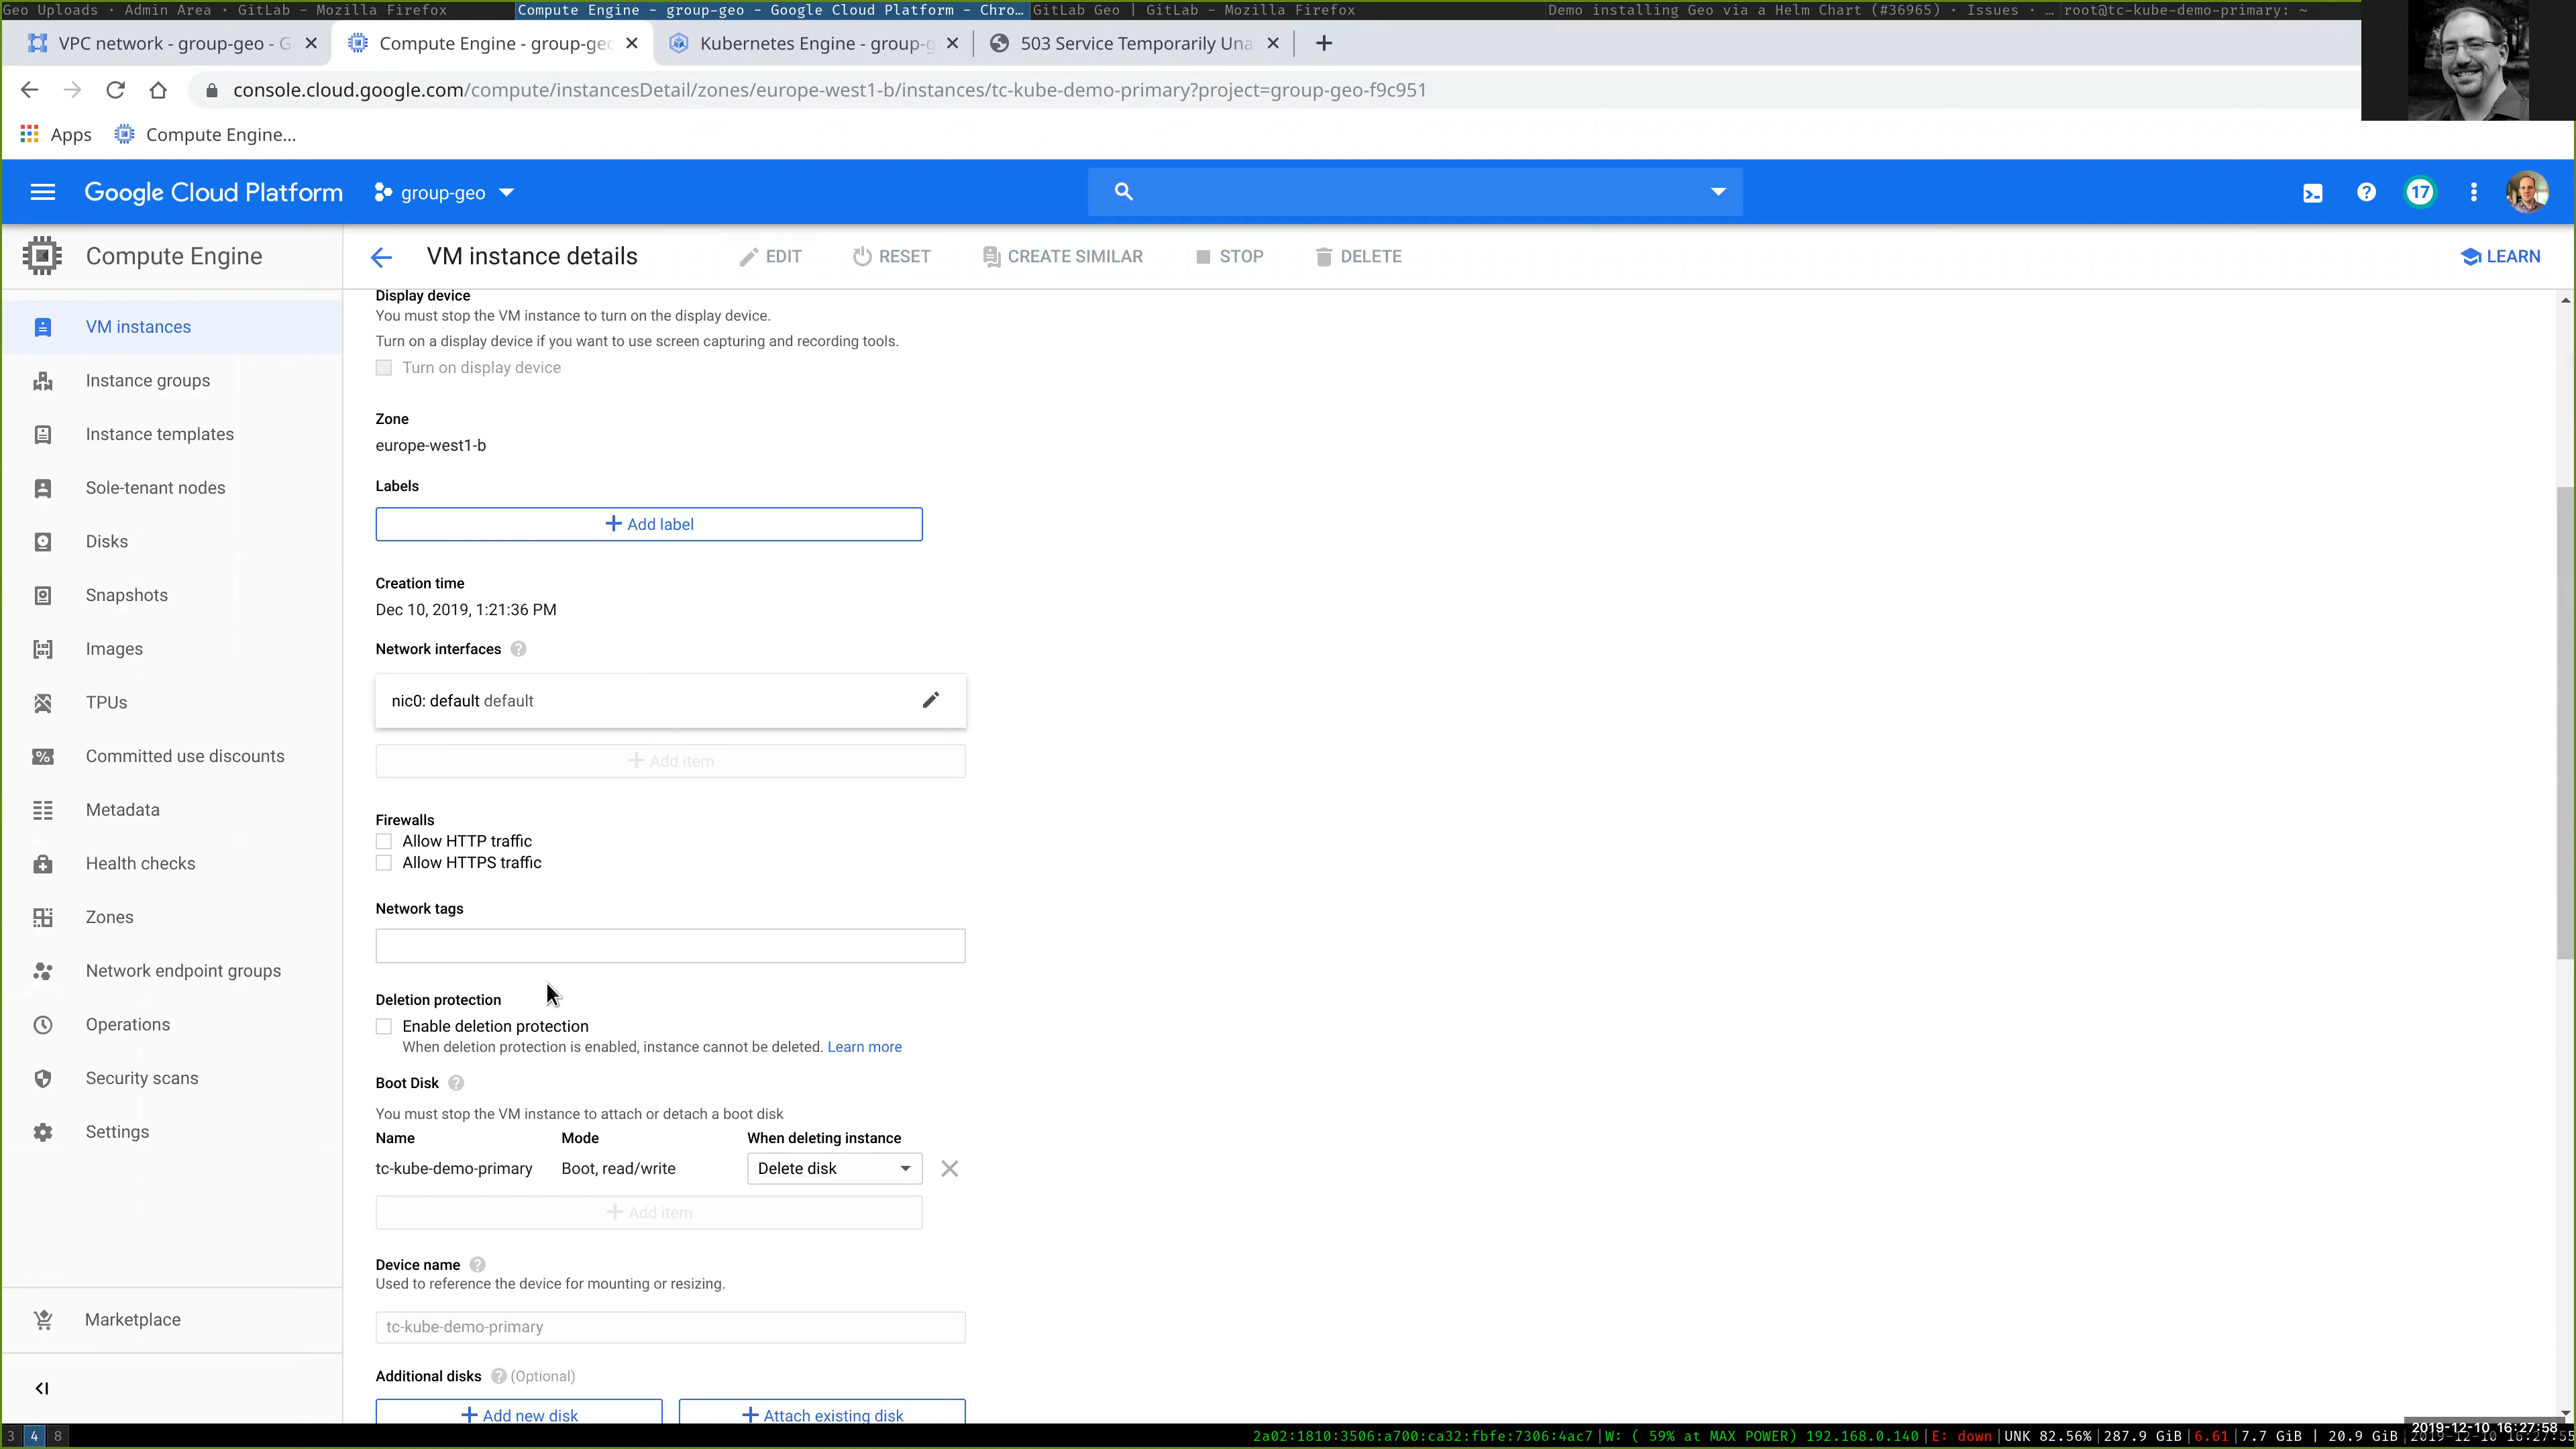 Geo Uploads · Admin Area · GitLab - Mozilla Firefox
Compute Engine - group-geo - Google Cloud Platform - Chro…
GitLab Geo | GitLab - Mozilla Firefox
Demo installing Geo via a Helm Chart (#36965) · Issues · …
root@tc-kube-demo-primary: ~
VPC network - group-geo - G
Compute Engine - group-geo
Kubernetes Engine - group-g
503 Service Temporarily Una
console.cloud.google.com/compute/instancesDetail/zones/europe-west1-b/instances/tc-kube-demo-primary?project=group-geo-f9c951
Apps
Compute Engine...
Google Cloud Platform
group-geo
17
Compute Engine
VM instance details
EDIT
RESET
CREATE SIMILAR
STOP
DELETE
LEARN
VM instances
Instance groups
Instance templates
Sole-tenant nodes
Disks
Snapshots
Images
TPUs
Committed use discounts
Metadata
Health checks
Zones
Network endpoint groups
Operations
Security scans
Settings
Marketplace
Display device
You must stop the VM instance to turn on the display device.
Turn on a display device if you want to use screen capturing and recording tools.
Turn on display device
Zone
europe-west1-b
Labels
+ Add label
Creation time
Dec 10, 2019, 1:21:36 PM
Network interfaces
nic0: default default
+ Add item
Firewalls
Allow HTTP traffic
Allow HTTPS traffic
Network tags
Deletion protection
Enable deletion protection
When deletion protection is enabled, instance cannot be deleted. Learn more
Boot Disk
You must stop the VM instance to attach or detach a boot disk
Name Mode When deleting instance
tc-kube-demo-primary Boot, read/write Delete disk
+ Add item
Device name
Used to reference the device for mounting or resizing.
tc-kube-demo-primary
Additional disks (Optional)
+ Add new disk
+ Attach existing disk
2019-12-10 16:27:58
3 4 8
2a02:1810:3506:a700:ca32:fbfe:7306:4ac7|W: ( 59% at MAX POWER) 192.168.0.140|E: down|UNK 82.56%|287.9 GiB|6.61|7.7 GiB | 20.9 GiB